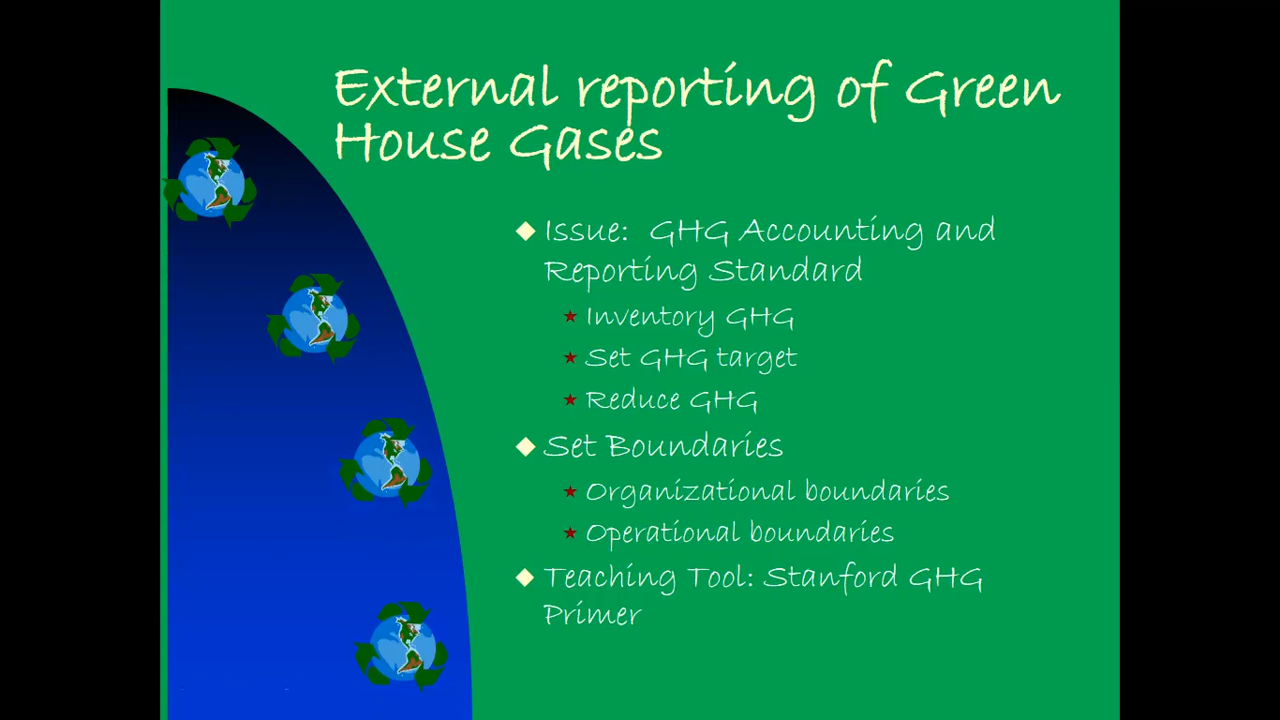 External reporting of Green
House Gases
Issue: GHG Accounting and
Reporting Standard
Inventory GHG
Set GHG target
Reduce GHG
Set Boundaries
Organizational boundaries
Operational boundaries
Teaching Tool: Stanford GHG
Primer